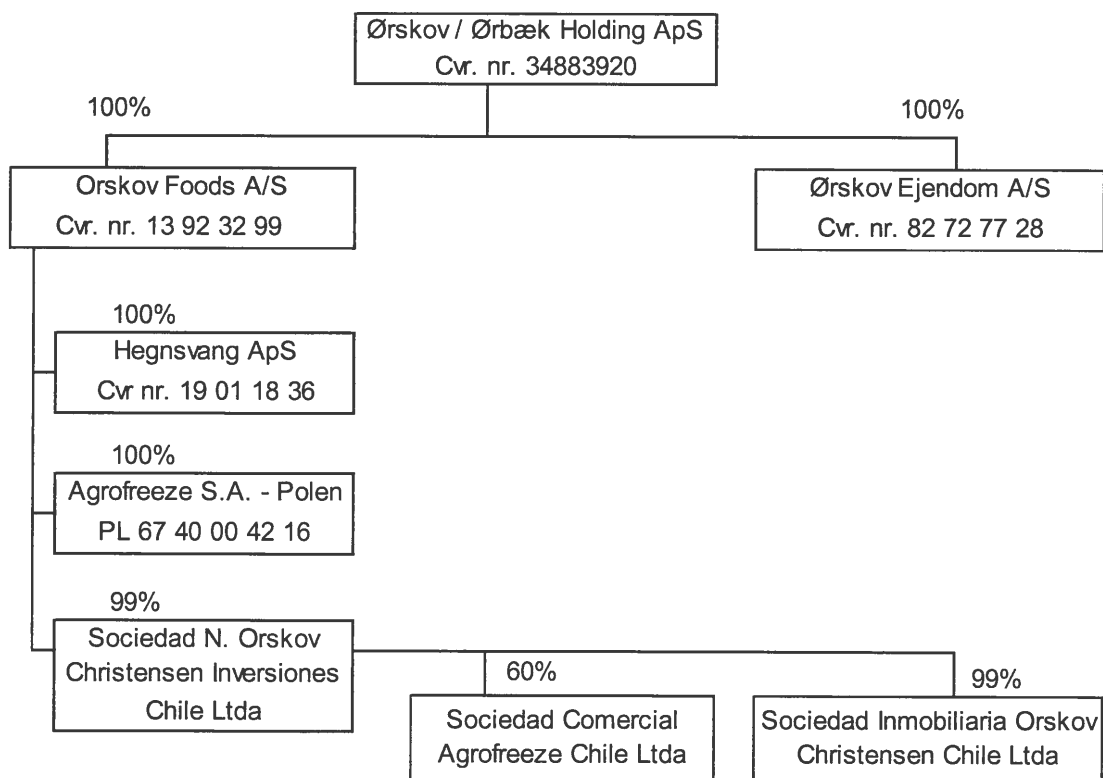 Ørskov / Ørbæk Holding ApS
Cvr. nr. 34883920
100%
100%
Orskov Foods A/S
Cvr. nr. 13 92 32 99
Ørskov Ejendom A/S
Cvr. nr. 82 72 77 28
100%
Hegnsvang ApS
Cvr nr. 19 01 18 36
100%
Agrofreeze S.A. - Polen
PL 67 40 00 42 16
99%
Sociedad N. Orskov
Christensen Inversiones
Chile Ltda
60%
Sociedad Comercial
Agrofreeze Chile Ltda
99%
Sociedad Inmobiliaria Orskov
Christensen Chile Ltda